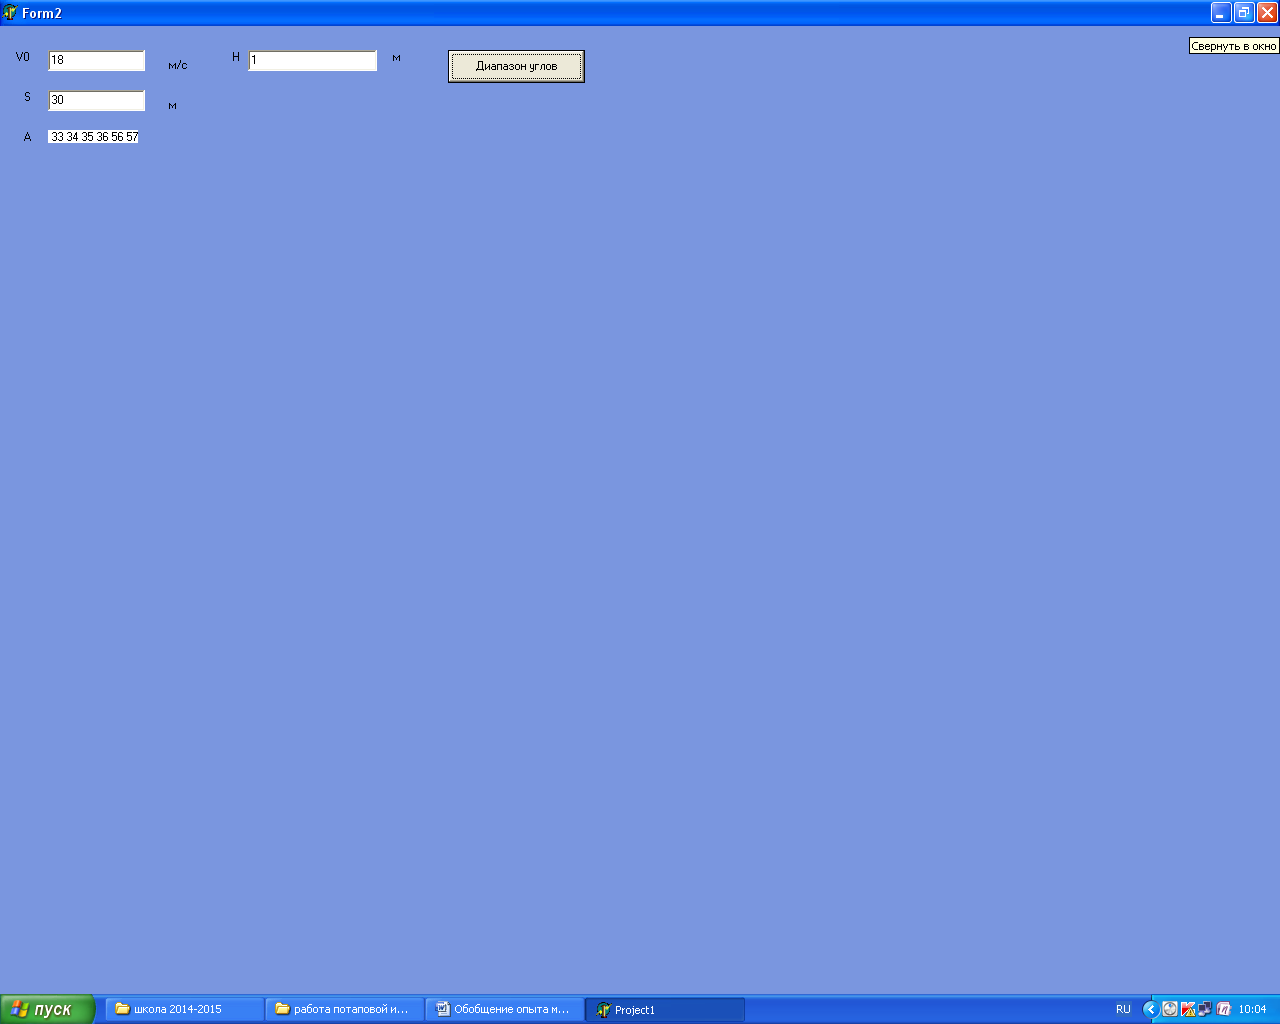 Form2
Свернуть в окно
V0 18 м/с H 1 м Диапазон углов
S 30 м
A 33 34 35 36 56 57
пуск школа 2014-2015 работа потаповой и... Обобщение опыта м... Project1 RU 10:04